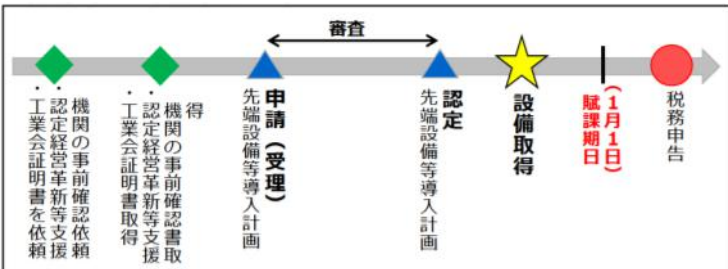 審査
・工業会証明書を依頼
・認定経営革新等支援
機関の事前確認依頼
・工業会証明書取得
・認定経営革新等支援
機関の事前確認書取
得
申請（受理）
先端設備等導入計画
認定
先端設備等導入計画
設備取得
（1月1日）
賦課期日
税務申告